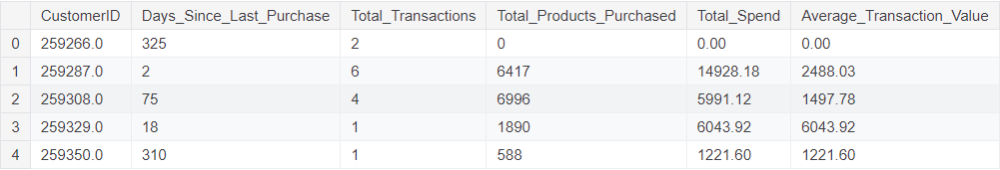 CustomerID Days_Since_Last_Purchase Total_Transactions Total_Products_Purchased Total_Spend Average_Transaction_Value
0 259266.0 325 2 0 0.00 0.00
1 259287.0 2 6 6417 14928.18 2488.03
2 259308.0 75 4 6996 5991.12 1497.78
3 259329.0 18 1 1890 6043.92 6043.92
4 259350.0 310 1 588 1221.60 1221.60